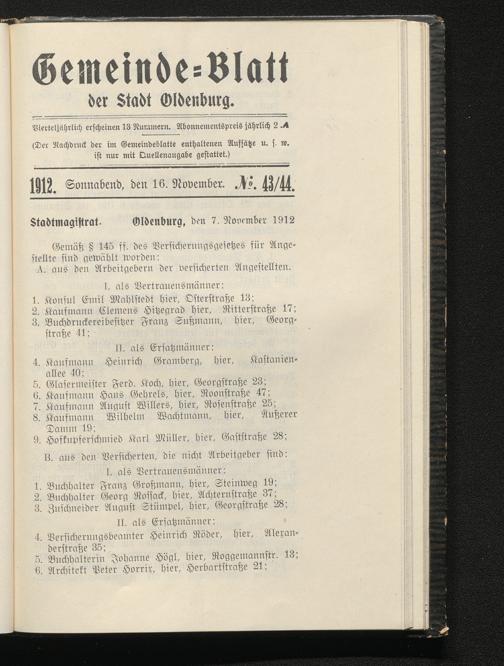 Gemeinde=Blatt
der Stadt Oldenburg.
Vierteljährlich erscheinen 13 Nummern. Abonnementspreis jährlich 2 ℳ
(Der Nachdruck der im Gemeindeblatte enthaltenen Aufsätze u. s. w.
ist nur mit Quellenangabe gestattet.)
1912. Sonnabend, den 16. November. №. 43/44.
Stadtmagistrat. Oldenburg, den 7. November 1912
Gemäß § 145 ff. des Versicherungsgesetzes für Ange-
stellte sind gewählt worden:
A. aus den Arbeitgebern der versicherten Angestellten.
I. als Vertrauensmänner:
1. Konsul Emil Mahlstedt hier, Osterstraße 13;
2. Kaufmann Clemens Hitzegrad hier, Ritterstraße 17;
3. Buchdruckereibesitzer Franz Sußmann, hier, Georg-
straße 41;
II. als Ersatzmänner:
4. Kaufmann Heinrich Gramberg, hier, Kastanien-
allee 40;
5. Glasermeister Ferd. Koch, hier, Georgstraße 23;
6. Kaufmann Hans Gehrels, hier, Roonstraße 47;
7. Kaufmann August Willers, hier, Rosenstraße 25;
8. Kaufmann Wilhelm Wachtmann, hier, Äußerer
Damm 19;
9. Hofkupferschmied Karl Müller, hier, Gaststraße 28;
B. aus den Versicherten, die nicht Arbeitgeber sind:
I. als Vertrauensmänner:
1. Buchhalter Franz Großmann, hier, Steinweg 19;
2. Buchhalter Georg Rossack, hier, Achternstraße 37;
3. Zuschneider August Stümpel, hier, Georgstraße 28;
II. als Ersatzmänner:
4. Versicherungsbeamter Heinrich Röder, hier, Alexan-
derstraße 35;
5. Buchhalterin Johanne Högl, hier, Roggemannstr. 13;
6. Architekt Peter Horrix, hier, Herbartstraße 21;